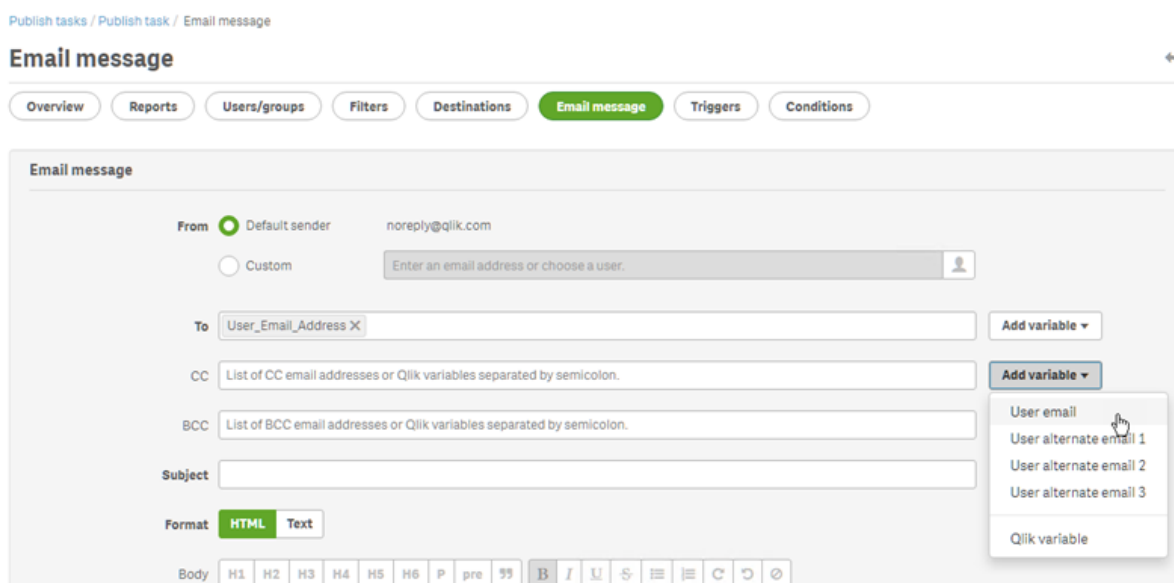 Publish tasks / Publish task / Email message
Email message
Overview Reports Users/groups Filters Destinations Email message Triggers Conditions
Email message
From Default sender noreply@qlik.com
Custom Enter an email address or choose a user.
To User_Email_Address X Add variable
CC List of CC email addresses or Qlik variables separated by semicolon. Add variable
User email
BCC List of BCC email addresses or Qlik variables separated by semicolon.
User alternate email 1
User alternate email 2
Subject
User alternate email 3
Format HTML Text
Qlik variable
Body H1 H2 H3 H4 H5 H6 P pre ” B I U S